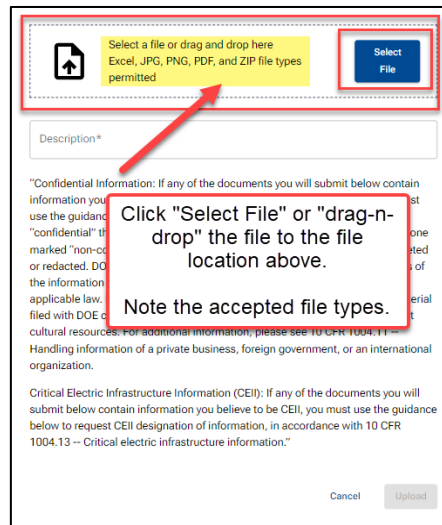 Select a file or drag and drop here
Excel, JPG, PNG, PDF, and ZIP file types
permitted
Select
File
Description*
"Confidential Information: If any of the documents you will submit below contain
information you
st
use the guidanc
"confidential" th
one
marked "non-co
eted
or redacted. DO
s of
the information
applicable law.
erial
filed with DOE c
t
cultural resources. For additional information, please see 10 CFR 1004.11 --
Handling information of a private business, foreign government, or an international
organization.
Click "Select File" or "drag-n-
drop" the file to the file
location above.
Note the accepted file types.
Critical Electric Infrastructure Information (CEII): If any of the documents you will
submit below contain information you believe to be CEII, you must use the guidance
below to request CEII designation of information, in accordance with 10 CFR
1004.13 -- Critical electric infrastructure information."
Cancel
Upload